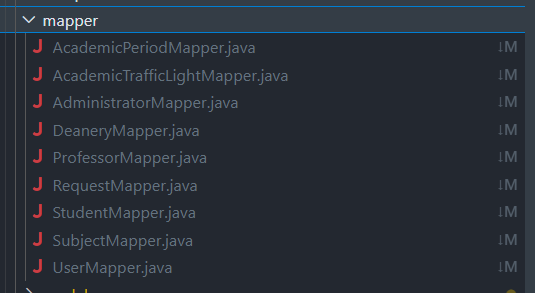 mapper
J AcademicPeriodMapper.java ↓M
J AcademicTrafficLightMapper.java ↓M
J AdministratorMapper.java ↓M
J DeaneryMapper.java ↓M
J ProfessorMapper.java ↓M
J RequestMapper.java ↓M
J StudentMapper.java ↓M
J SubjectMapper.java ↓M
J UserMapper.java ↓M